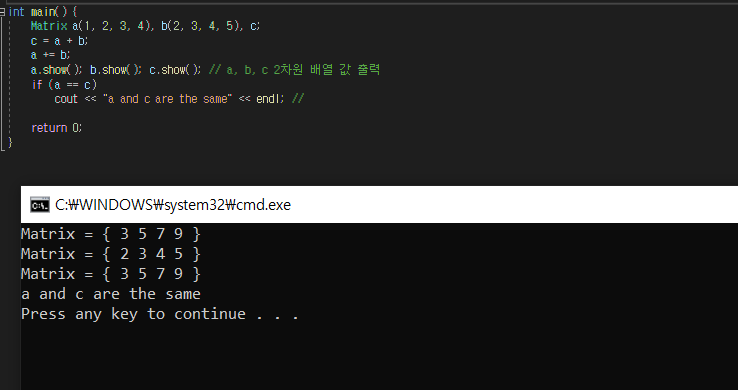 int main() {
Matrix a(1, 2, 3, 4), b(2, 3, 4, 5), c;
c = a + b;
a += b;
a.show(); b.show(); c.show(); // a, b, c 2차원 배열 값 출력
if (a == c)
cout << "a and c are the same" << endl; //
return 0;
}
C:₩WINDOWS₩system32₩cmd.exe
Matrix = { 3 5 7 9 }
Matrix = { 2 3 4 5 }
Matrix = { 3 5 7 9 }
a and c are the same
Press any key to continue . . .